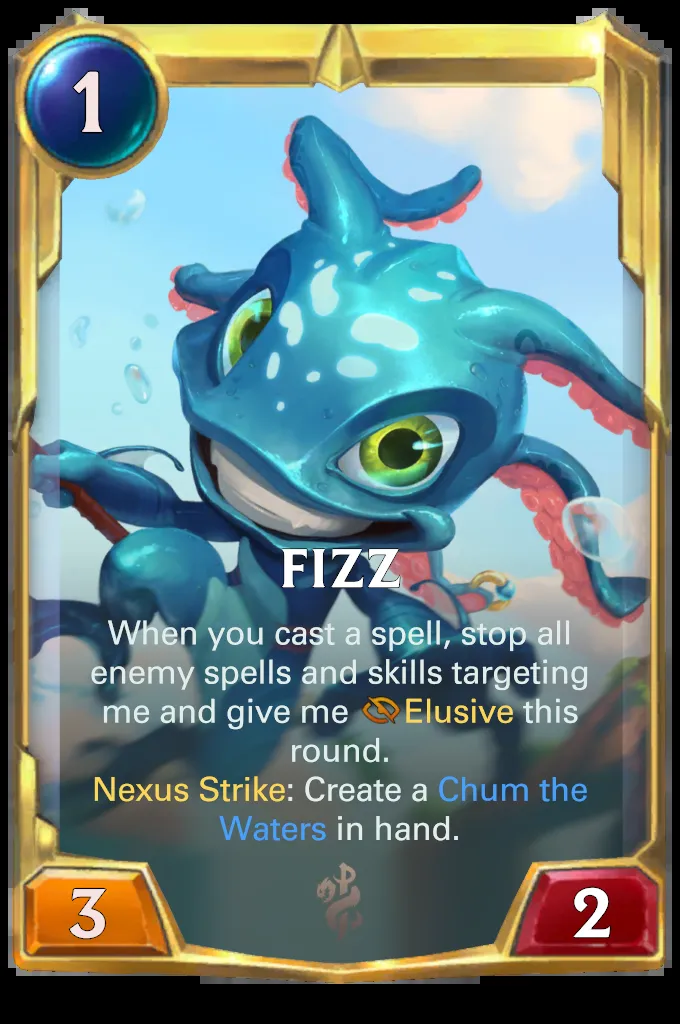 1
FIZZ
When you cast a spell, stop all
enemy spells and skills targeting
me and give me Elusive this
round.
Nexus Strike: Create a Chum the
Waters in hand.
3
2